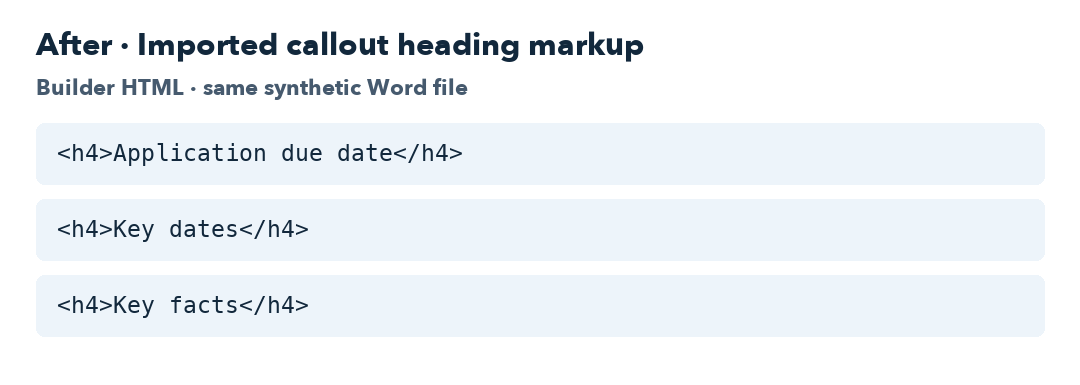 After · Imported callout heading markup
Builder HTML · same synthetic Word file
<h4>Application due date</h4>
<h4>Key dates</h4>
<h4>Key facts</h4>